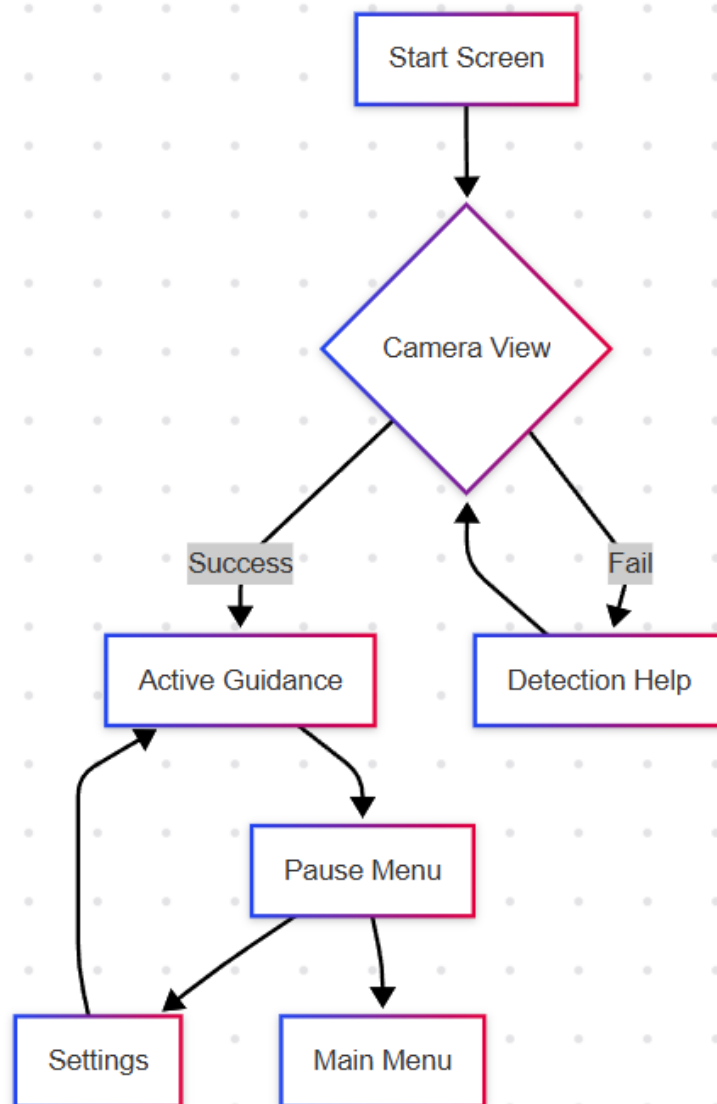 Start Screen
Camera View
Success
Fail
Active Guidance
Detection Help
Pause Menu
Settings
Main Menu